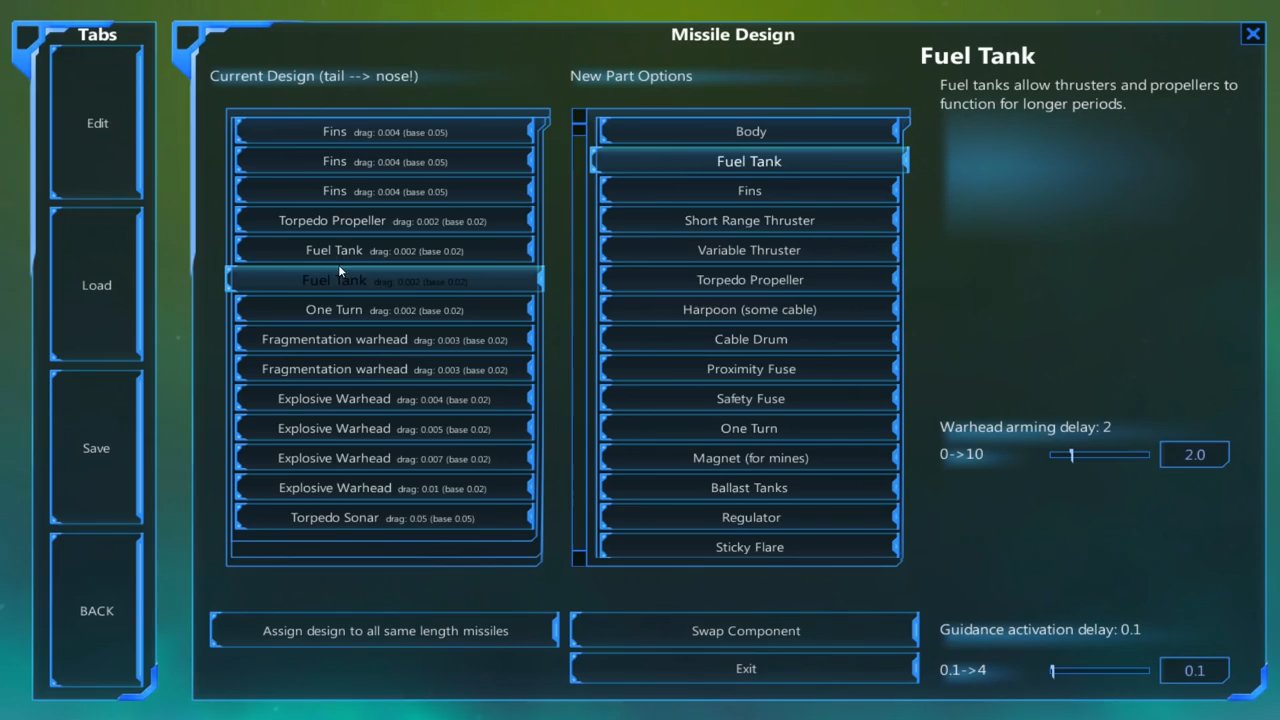 Tabs
Edit
Load
Save
BACK
Missile Design
Current Design (tail --> nose!)
Fins drag: 0.004 (base 0.05)
Fins drag: 0.004 (base 0.05)
Fins drag: 0.004 (base 0.05)
Torpedo Propeller drag: 0.002 (base 0.02)
Fuel Tank drag: 0.002 (base 0.02)
Fuel Tank drag: 0.002 (base 0.02)
One Turn drag: 0.002 (base 0.02)
Fragmentation warhead drag: 0.003 (base 0.02)
Fragmentation warhead drag: 0.003 (base 0.02)
Explosive Warhead drag: 0.004 (base 0.02)
Explosive Warhead drag: 0.005 (base 0.02)
Explosive Warhead drag: 0.007 (base 0.02)
Explosive Warhead drag: 0.01 (base 0.02)
Torpedo Sonar drag: 0.05 (base 0.05)
Assign design to all same length missiles
New Part Options
Body
Fuel Tank
Fins
Short Range Thruster
Variable Thruster
Torpedo Propeller
Harpoon (some cable)
Cable Drum
Proximity Fuse
Safety Fuse
One Turn
Magnet (for mines)
Ballast Tanks
Regulator
Sticky Flare
Swap Component
Exit
Fuel Tank
Fuel tanks allow thrusters and propellers to
function for longer periods.
Warhead arming delay: 2
0->10 2.0
Guidance activation delay: 0.1
0.1->4 0.1